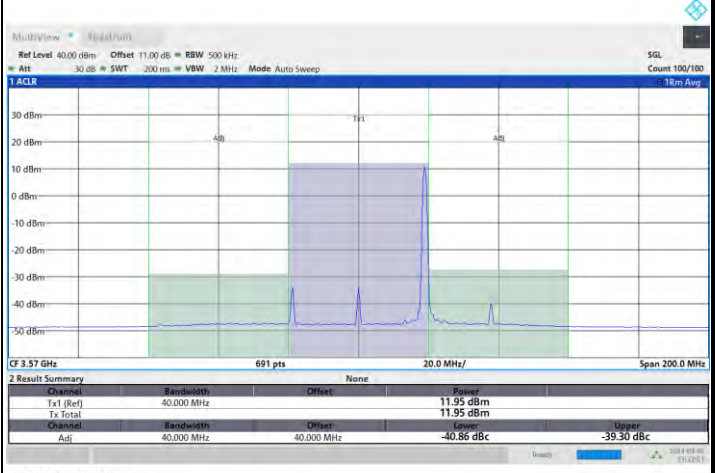 MultiView Spectrum
Ref Level 40.00 dBm Offset 11.00 dB RBW 500 kHz SGL
Att 30 dB SWT 200 ms VBW 2 MHz Mode Auto Sweep Count 100/100
1 ACLR 1Rm Avg
30 dBm
Tx1
20 dBm Adj Adj
10 dBm
0 dBm
-10 dBm
-20 dBm
-30 dBm
-40 dBm
-50 dBm
CF 3.57 GHz 691 pts 20.0 MHz/ Span 200.0 MHz
2 Result Summary None
Channel Bandwidth Offset Power
Tx1 (Ref) 40.000 MHz 11.95 dBm
Tx Total 11.95 dBm
Channel Bandwidth Offset Lower Upper
Adj 40.000 MHz 40.000 MHz -40.86 dBc -39.30 dBc
Ready